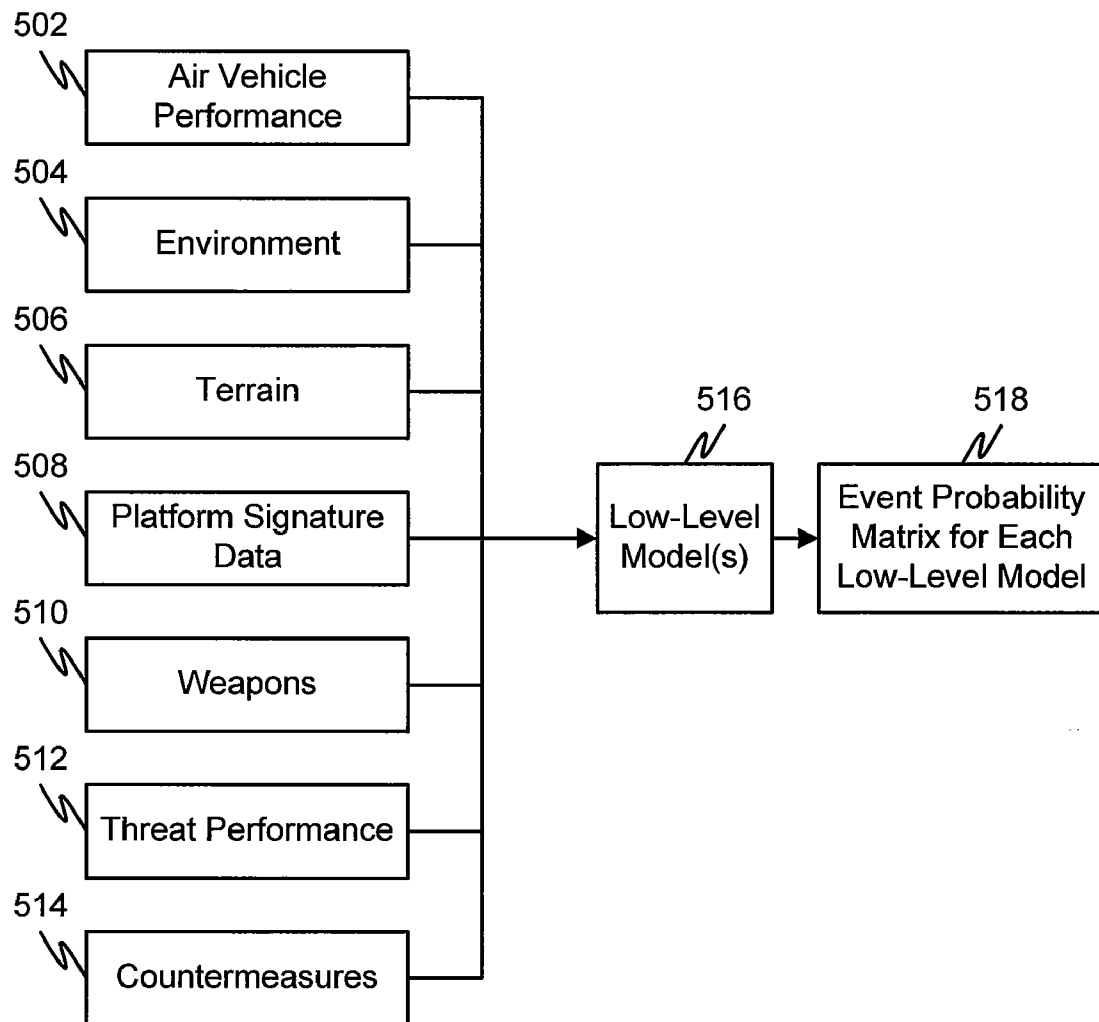 502
Air Vehicle
Performance
504
Environment
506
Terrain
508
Platform Signature
Data
510
Weapons
512
Threat Performance
514
Countermeasures
516
Low-Level
Model(s)
518
Event Probability
Matrix for Each
Low-Level Model